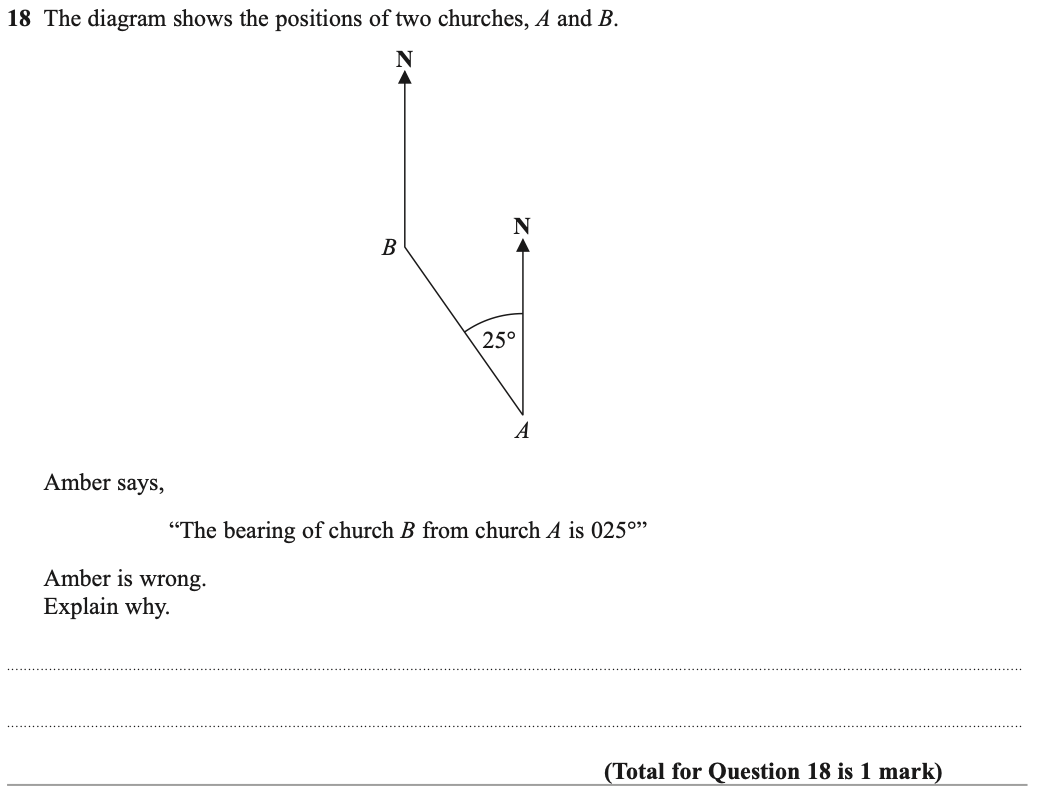 18 The diagram shows the positions of two churches, A and B.
N
N
B
25°
A
Amber says,
“The bearing of church B from church A is 025°”
Amber is wrong.
Explain why.
(Total for Question 18 is 1 mark)